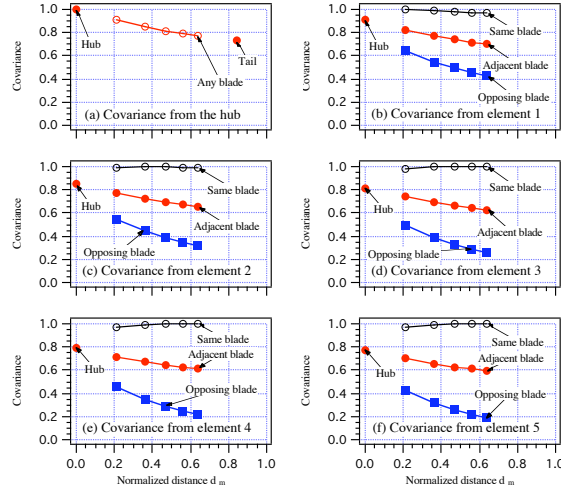 1.0
0.8
0.6
0.4
0.2
0.0
Covariance
Hub
Any blade
Tail
(a) Covariance from the hub
1.0
0.8
0.6
0.4
0.2
0.0
Covariance
Hub
Same blade
Adjacent blade
Opposing blade
(b) Covariance from element 1
1.0
0.8
0.6
0.4
0.2
0.0
Covariance
Hub
Same blade
Adjacent blade
Opposing blade
(c) Covariance from element 2
1.0
0.8
0.6
0.4
0.2
0.0
Covariance
Hub
Same blade
Adjacent blade
Opposing blade
(d) Covariance from element 3
1.0
0.8
0.6
0.4
0.2
0.0
Covariance
Hub
Same blade
Adjacent blade
Opposing blade
(e) Covariance from element 4
0.0 0.2 0.4 0.6 0.8 1.0
Normalized distance d m
1.0
0.8
0.6
0.4
0.2
0.0
Covariance
Hub
Same blade
Adjacent blade
Opposing blade
(f) Covariance from element 5
0.0 0.2 0.4 0.6 0.8 1.0
Normalized distance d m